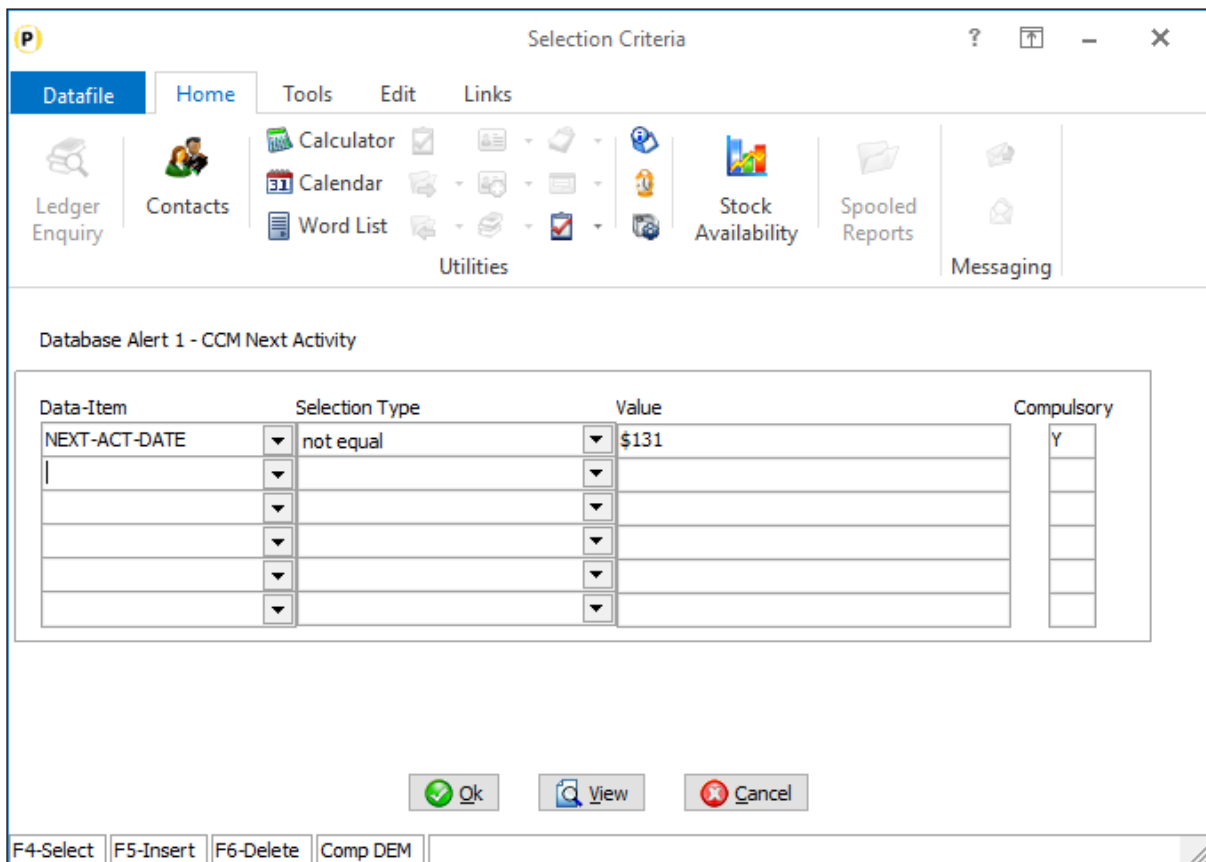 P
Selection Criteria
?
Datafile Home Tools Edit Links
Ledger Enquiry
Contacts
Calculator
31 Calendar
Word List
Utilities
Stock Availability
Spooled Reports
Messaging
Database Alert 1 - CCM Next Activity
Data-Item Selection Type Value Compulsory
NEXT-ACT-DATE not equal $131 Y
Ok View Cancel
F4-Select F5-Insert F6-Delete Comp DEM